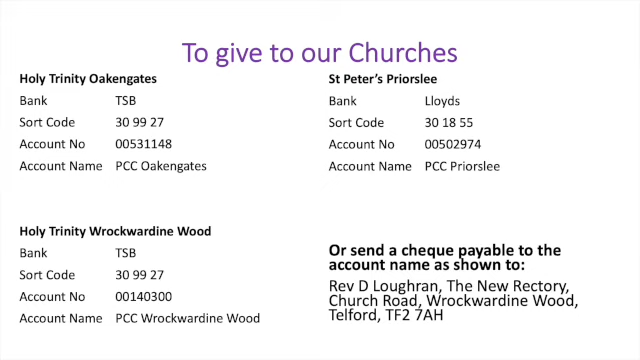 To give to our Churches
Holy Trinity Oakengates
Bank TSB
Sort Code 30 99 27
Account No 00531148
Account Name PCC Oakengates
St Peter's Priorslee
Bank Lloyds
Sort Code 30 18 55
Account No 00502974
Account Name PCC Priorslee
Holy Trinity Wrockwardine Wood
Bank TSB
Sort Code 30 99 27
Account No 00140300
Account Name PCC Wrockwardine Wood
Or send a cheque payable to the
account name as shown to:
Rev D Loughran, The New Rectory,
Church Road, Wrockwardine Wood,
Telford, TF2 7AH